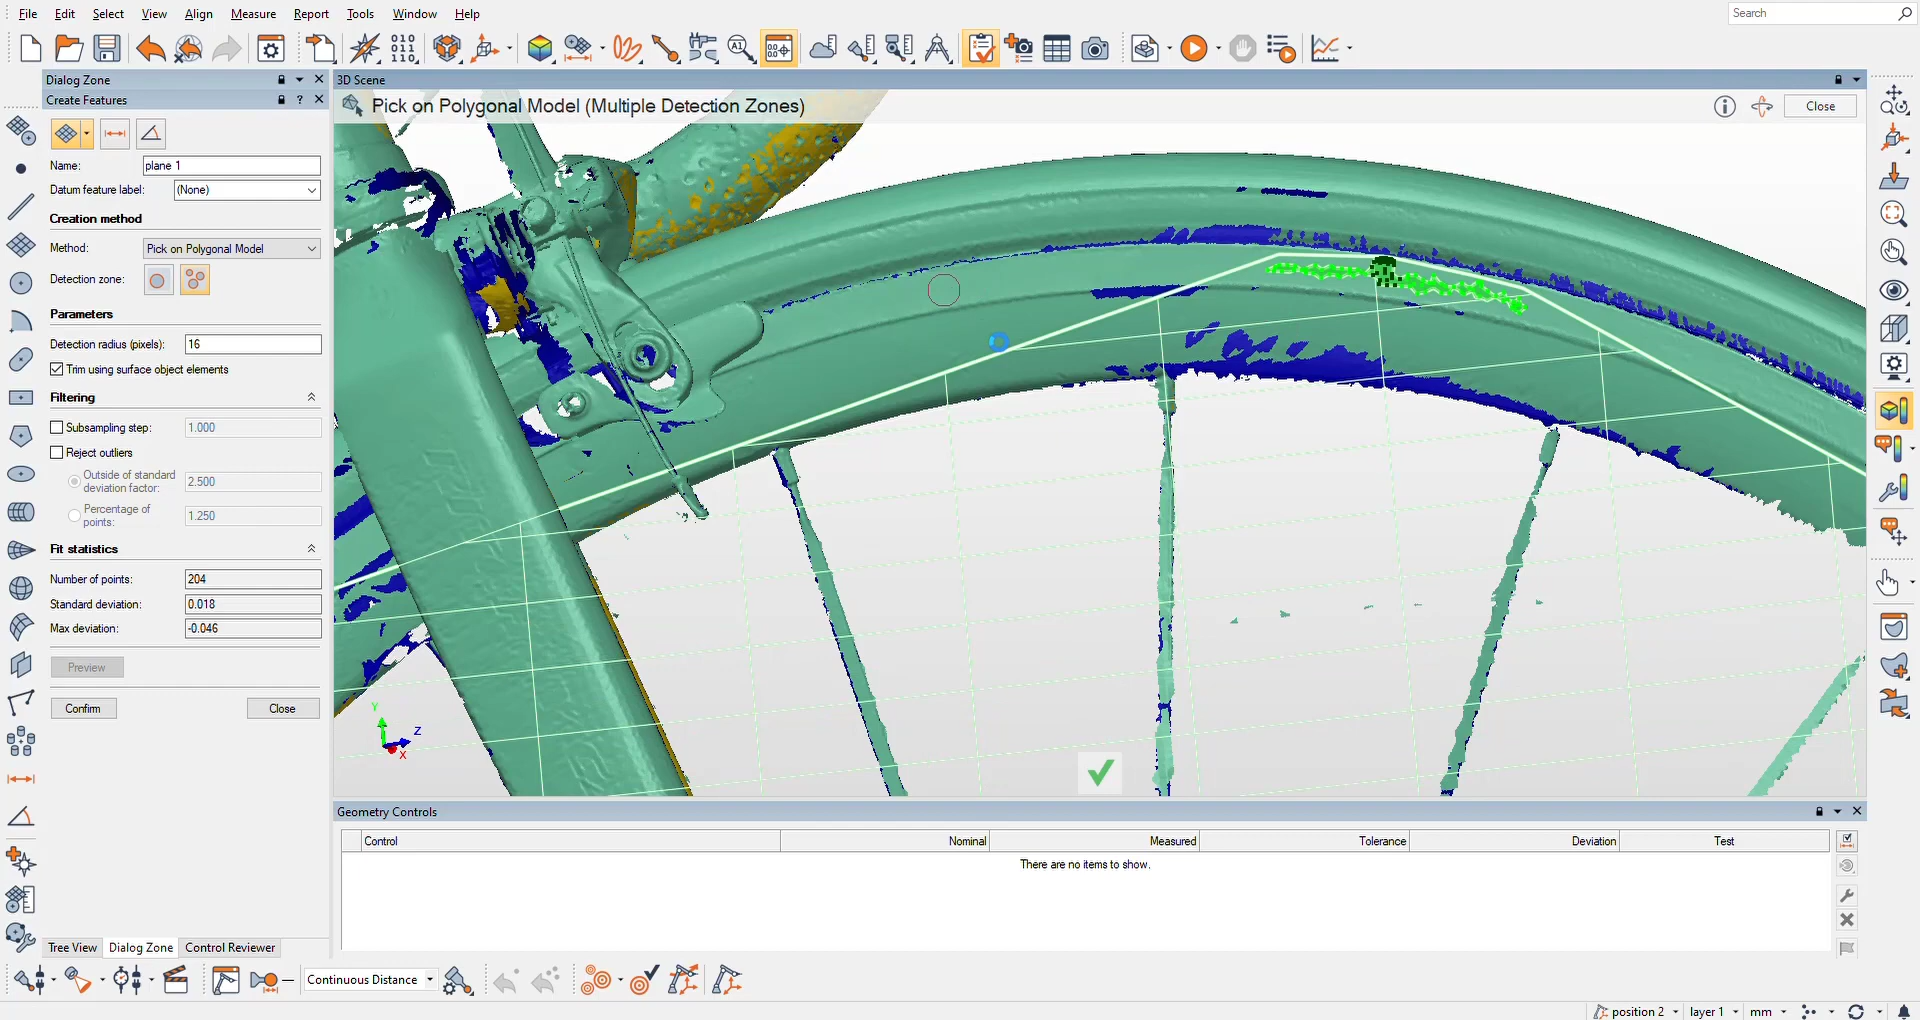 File Edit Select View Align Measure Report Tools Window Help
Search
Dialog Zone
3D Scene
Create Features
Pick on Polygonal Model (Multiple Detection Zones)
Close
Name: plane 1
Datum feature label: (None)
Creation method
Method: Pick on Polygonal Model
Detection zone:
Parameters
Detection radius (pixels): 16
Trim using surface object elements
Filtering
Subsampling step: 1.000
Reject outliers
Outside of standard
deviation factor: 2.500
Percentage of
points: 1.250
Fit statistics
Number of points: 204
Standard deviation: 0.018
Max deviation: -0.046
Preview
Confirm Close
Y
Z
X
Geometry Controls
Control Nominal Measured Tolerance Deviation Test
There are no items to show.
Tree View Dialog Zone Control Reviewer
Continuous Distance
position 2 layer 1 mm